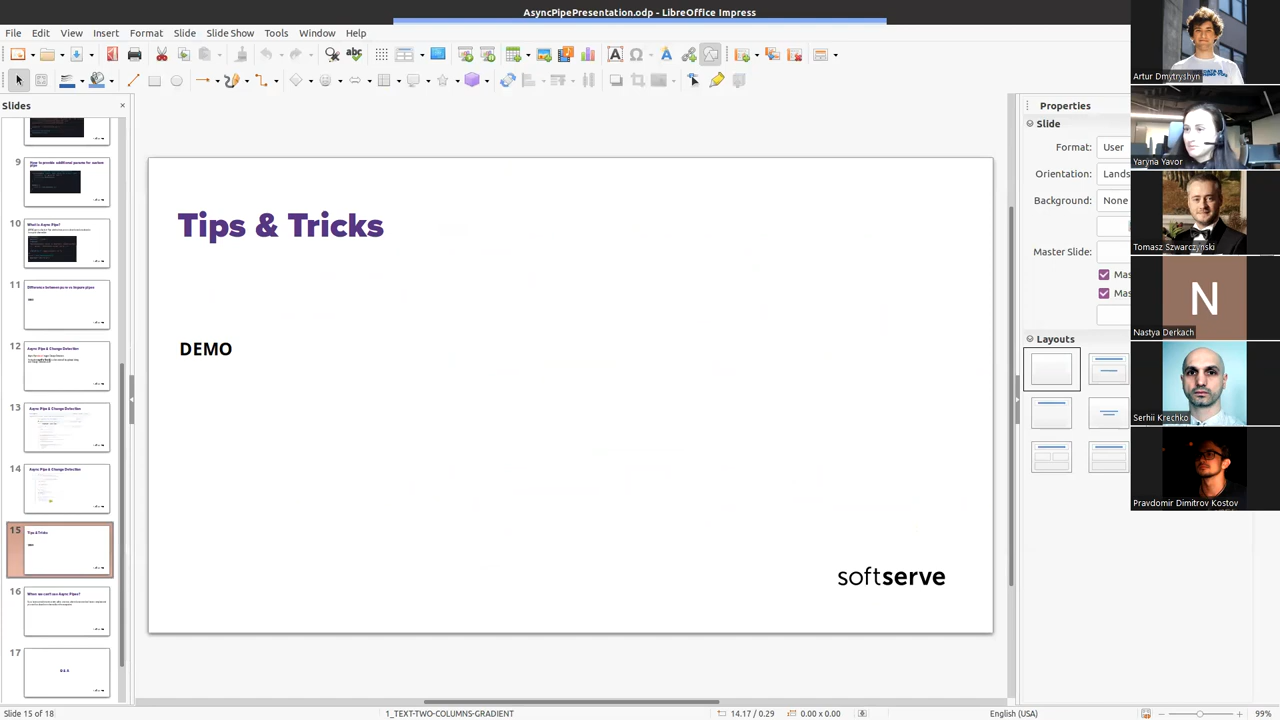 AsyncPipePresentation.odp - LibreOffice Impress
File Edit View Insert Format Slide Slide Show Tools Window Help
Slides
9
How to provide additional params for custom pipe
10
What is Async Pipe?
11
Difference between pure vs impure pipes
12
Async Pipe & Change Detection
13
Async Pipe & Change Detection
14
Async Pipe & Change Detection
15
Tips & Tricks
DEMO
16
When we can't use Async Pipes?
17
Q & A
Tips & Tricks
DEMO
softserve
Properties
Slide
Format: User
Orientation: Lands
Background: None
Master Slide:
Mas
Mas
Layouts
Artur Dmytryshyn
Yaryna Yavor
Tomasz Szwarczynski
N
Nastya Derkach
Serhii Krechko
Pravdomir Dimitrov Kostov
Slide 15 of 18
1_TEXT-TWO-COLUMNS-GRADIENT
14.17 / 0.29
0.00 x 0.00
English (USA)
99%